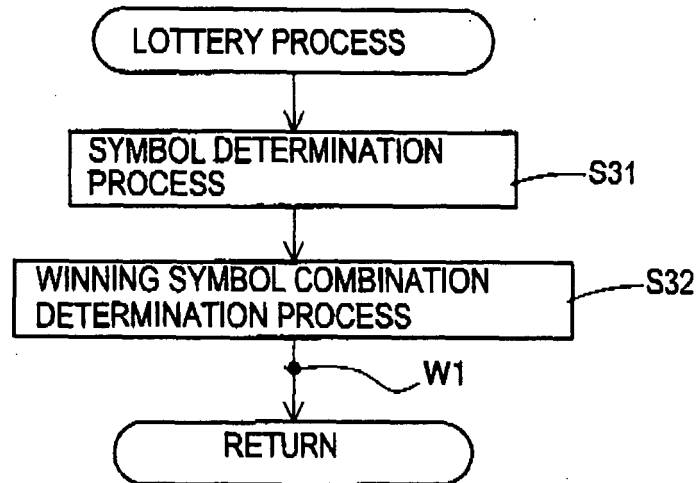 LOTTERY PROCESS
SYMBOL DETERMINATION
PROCESS
S31
WINNING SYMBOL COMBINATION
DETERMINATION PROCESS
S32
W1
RETURN